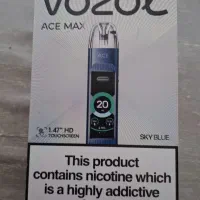 VOZOL
ACE MAX
20
1.47" HD
TOUCHSCREEN
SKY BLUE
This product
contains nicotine which
is a highly addictive